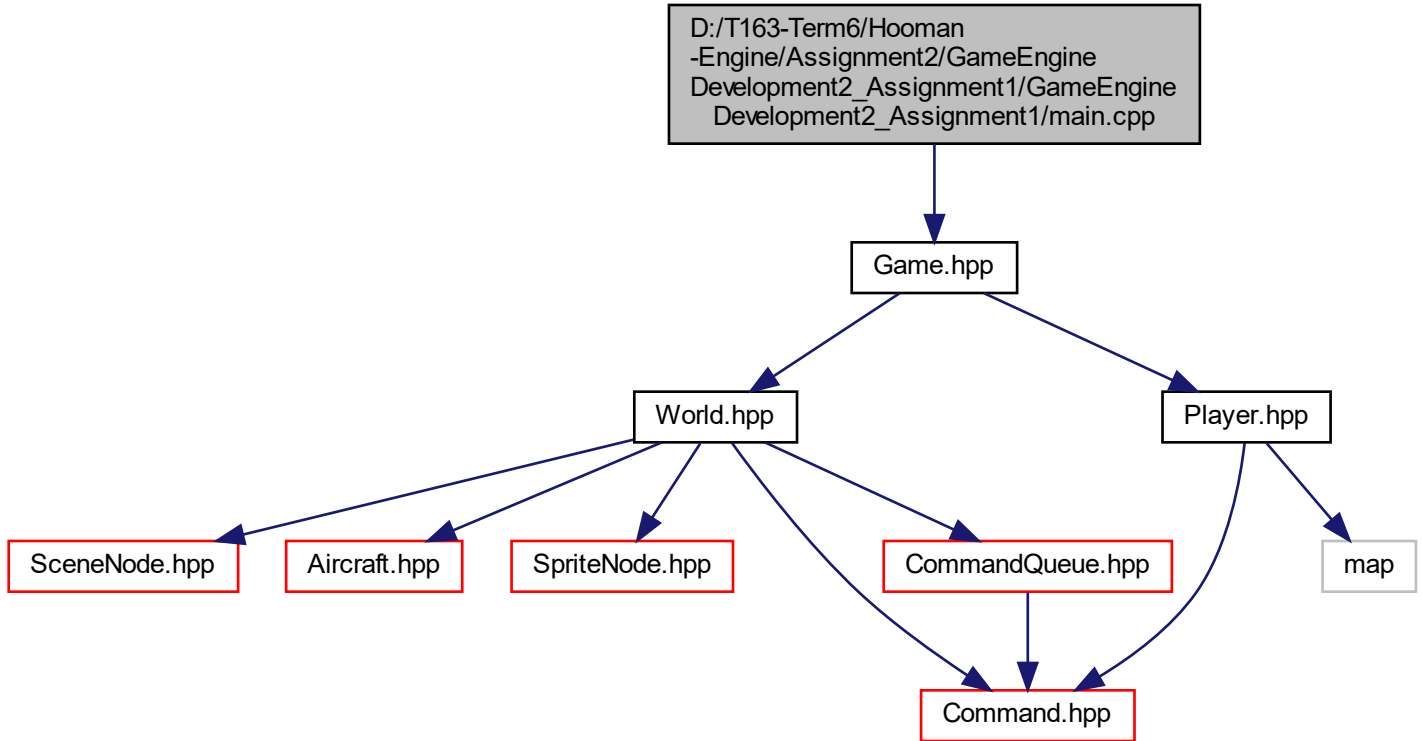 D:/T163-Term6/Hooman
-Engine/Assignment2/GameEngine
Development2_Assignment1/GameEngine
Development2_Assignment1/main.cpp
Game.hpp
World.hpp
Player.hpp
SceneNode.hpp
Aircraft.hpp
SpriteNode.hpp
CommandQueue.hpp
map
Command.hpp